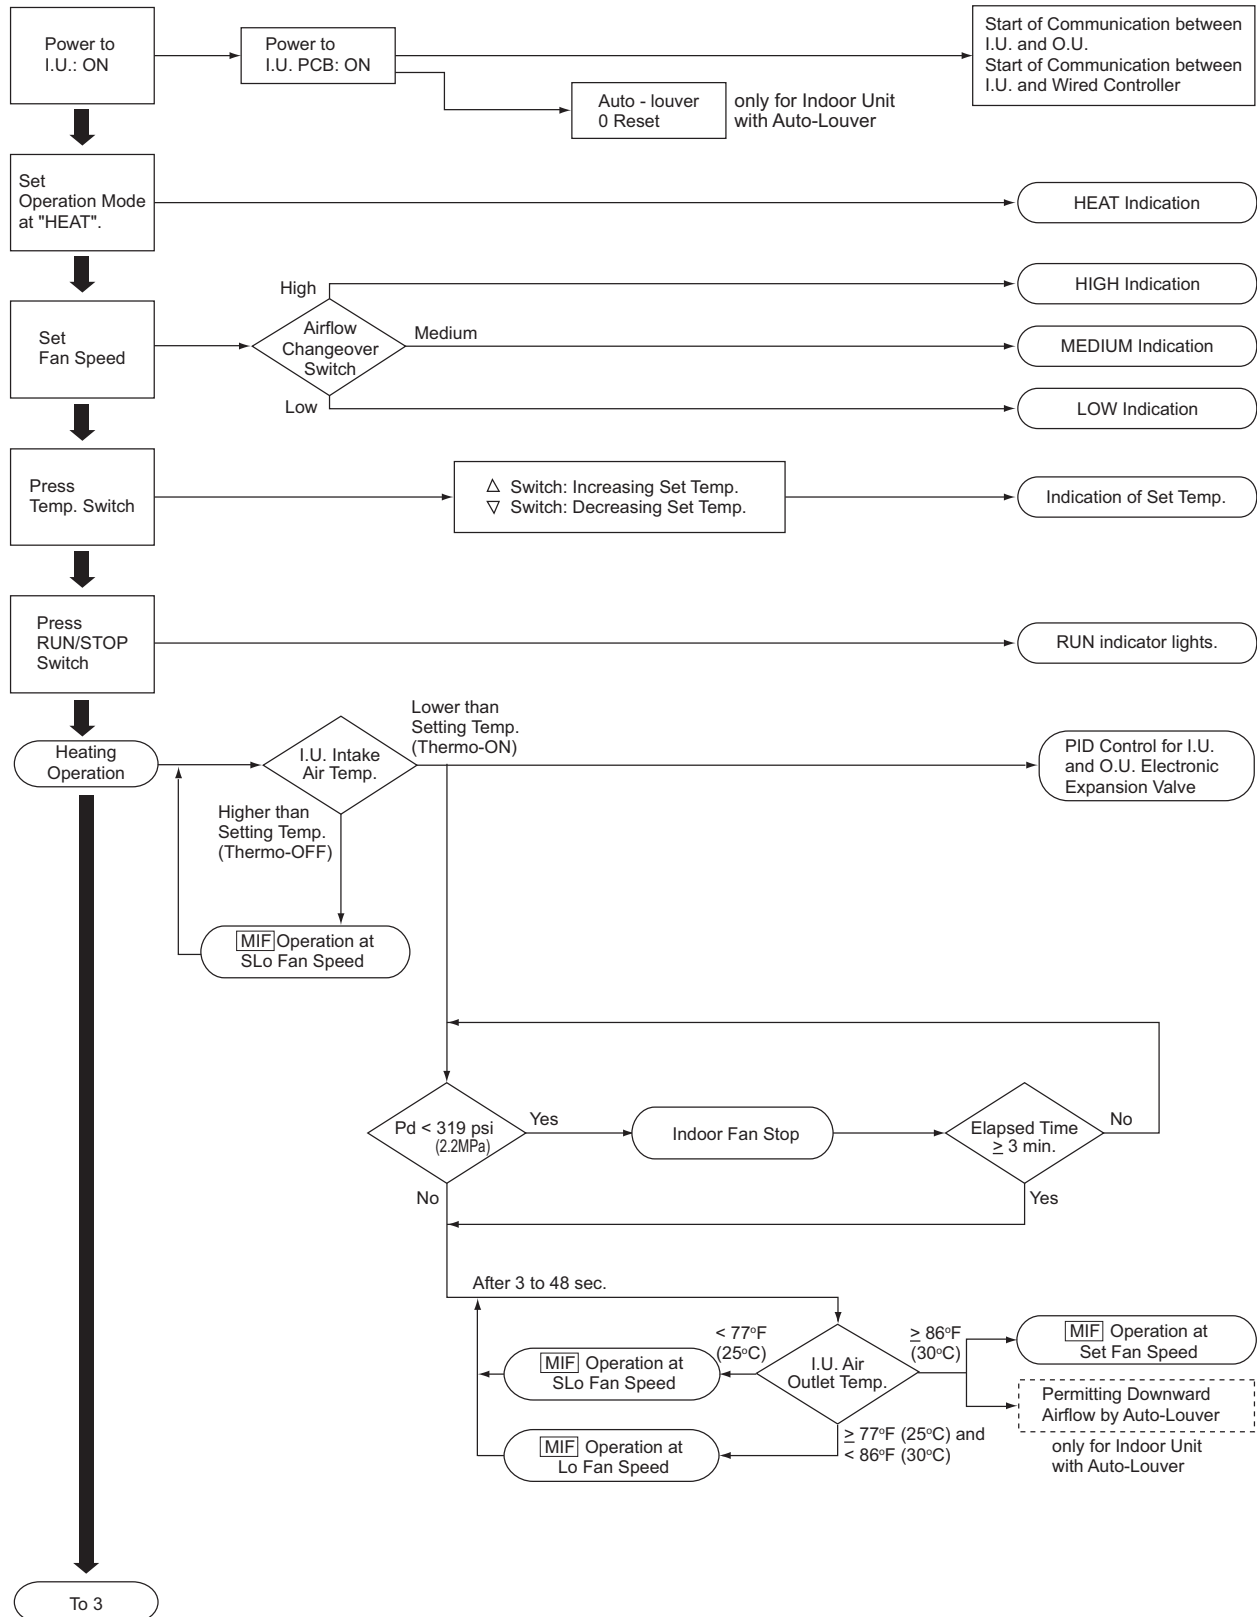 Power to
I.U.: ON
Power to
I.U. PCB: ON
Start of Communication between
I.U. and O.U.
Start of Communication between
I.U. and Wired Controller
Auto - louver
0 Reset
only for Indoor Unit
with Auto-Louver
Set
Operation Mode
at "HEAT".
HEAT Indication
Set
Fan Speed
High
Airflow
Changeover
Switch
Medium
Low
HIGH Indication
MEDIUM Indication
LOW Indication
Press
Temp. Switch
△ Switch: Increasing Set Temp.
▽ Switch: Decreasing Set Temp.
Indication of Set Temp.
Press
RUN/STOP
Switch
RUN indicator lights.
Heating
Operation
I.U. Intake
Air Temp.
Lower than
Setting Temp.
(Thermo-ON)
PID Control for I.U.
and O.U. Electronic
Expansion Valve
Higher than
Setting Temp.
(Thermo-OFF)
MIF Operation at
SLo Fan Speed
Pd < 319 psi
(2.2MPa)
Yes
Indoor Fan Stop
Elapsed Time
≥ 3 min.
No
No
Yes
After 3 to 48 sec.
< 77°F
(25°C)
MIF Operation at
SLo Fan Speed
I.U. Air
Outlet Temp.
≥ 86°F
(30°C)
MIF Operation at
Set Fan Speed
Permitting Downward
Airflow by Auto-Louver
only for Indoor Unit
with Auto-Louver
≥ 77°F (25°C) and
< 86°F (30°C)
MIF Operation at
Lo Fan Speed
To 3